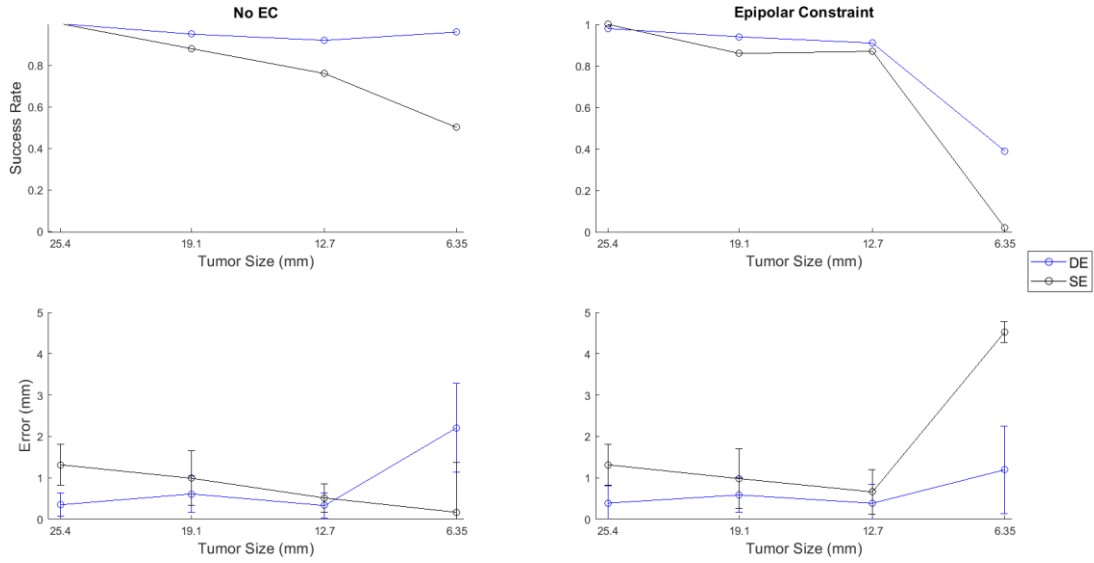 No EC
Success Rate
0.8
0.6
0.4
0.2
0
25.4 19.1 12.7 6.35
Tumor Size (mm)
Epipolar Constraint
1
0.8
0.6
0.4
0.2
0
25.4 19.1 12.7 6.35
Tumor Size (mm)
DE
SE
Error (mm)
5
4
3
2
1
0
25.4 19.1 12.7 6.35
Tumor Size (mm)
5
4
3
2
1
0
25.4 19.1 12.7 6.35
Tumor Size (mm)